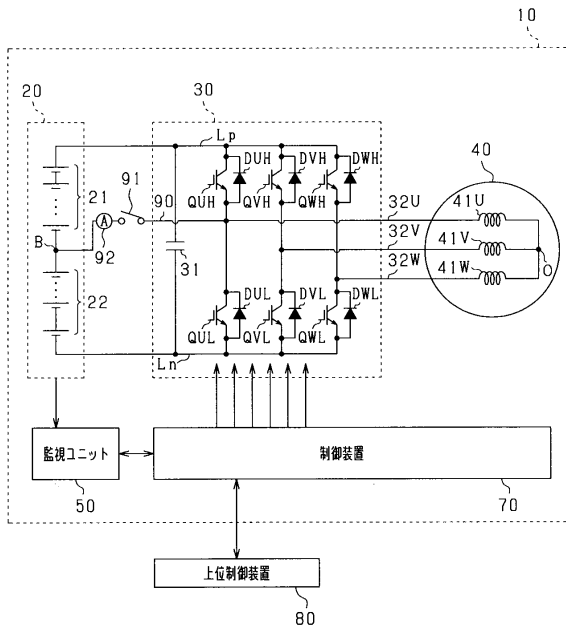 10
20
30
Lp
DUH
DVH
DWH
40
21
91
90
QUH
QVH
QWH
32U
41U
B
A
92
32V
41V
31
32W
41W
O
22
DUL
DVL
DWL
QUL
QVL
QWL
Ln
監視ユニット
制御装置
50
70
上位制御装置
80